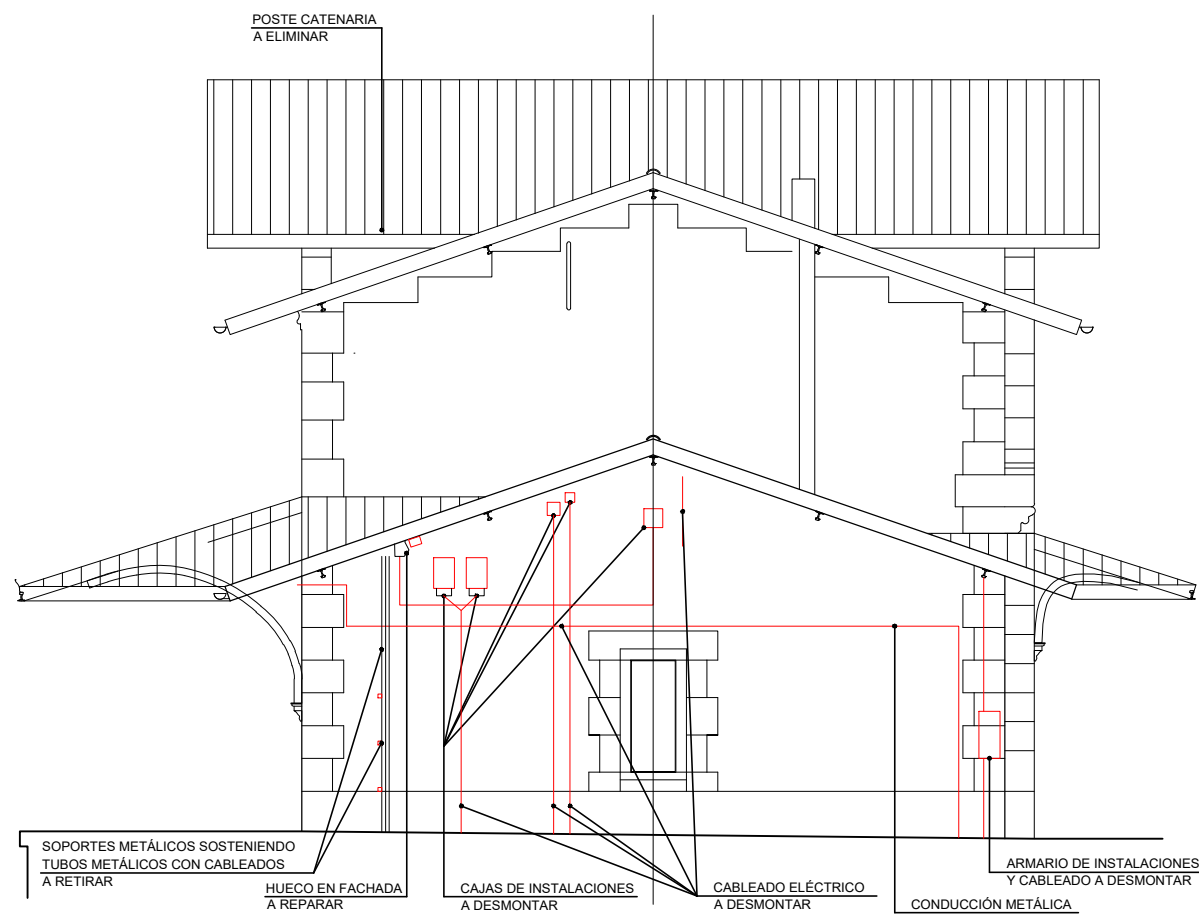 POSTE CATENARIA
A ELIMINAR
SOPORTES METÁLICOS SOSTENIENDO
TUBOS METÁLICOS CON CABLEADOS
A RETIRAR
HUECO EN FACHADA
A REPARAR
CAJAS DE INSTALACIONES
A DESMONTAR
CABLEADO ELÉCTRICO
A DESMONTAR
ARMARIO DE INSTALACIONES
Y CABLEADO A DESMONTAR
CONDUCCIÓN METÁLICA